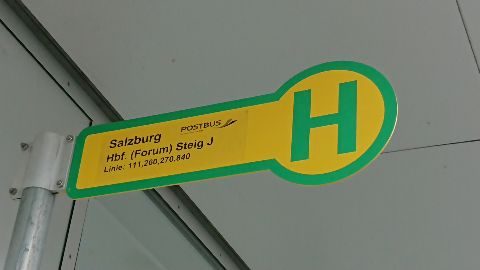 POSTBUS
Salzburg
Hbf. (Forum) Steig J
Linie: 111,260,270,840
H